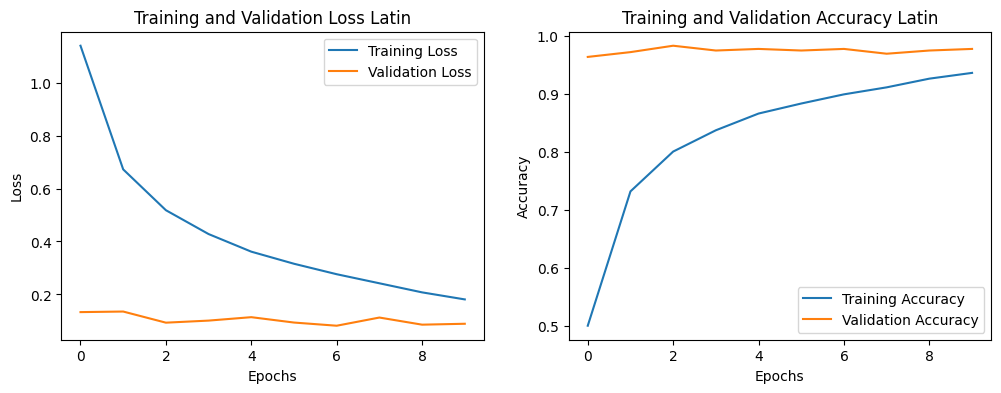 Training and Validation Loss Latin
Training Loss
Validation Loss
1.0
0.8
0.6
0.4
0.2
Loss
0 2 4 6 8
Epochs
Training and Validation Accuracy Latin
1.0
0.9
0.8
0.7
0.6
0.5
Accuracy
Training Accuracy
Validation Accuracy
0 2 4 6 8
Epochs